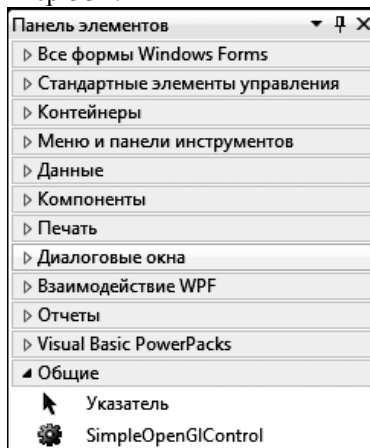 Панель элементов
Все формы Windows Forms
Стандартные элементы управления
Контейнеры
Меню и панели инструментов
Данные
Компоненты
Печать
Диалоговые окна
Взаимодействие WPF
Отчеты
Visual Basic PowerPacks
Общие
Указатель
SimpleOpenGlControl